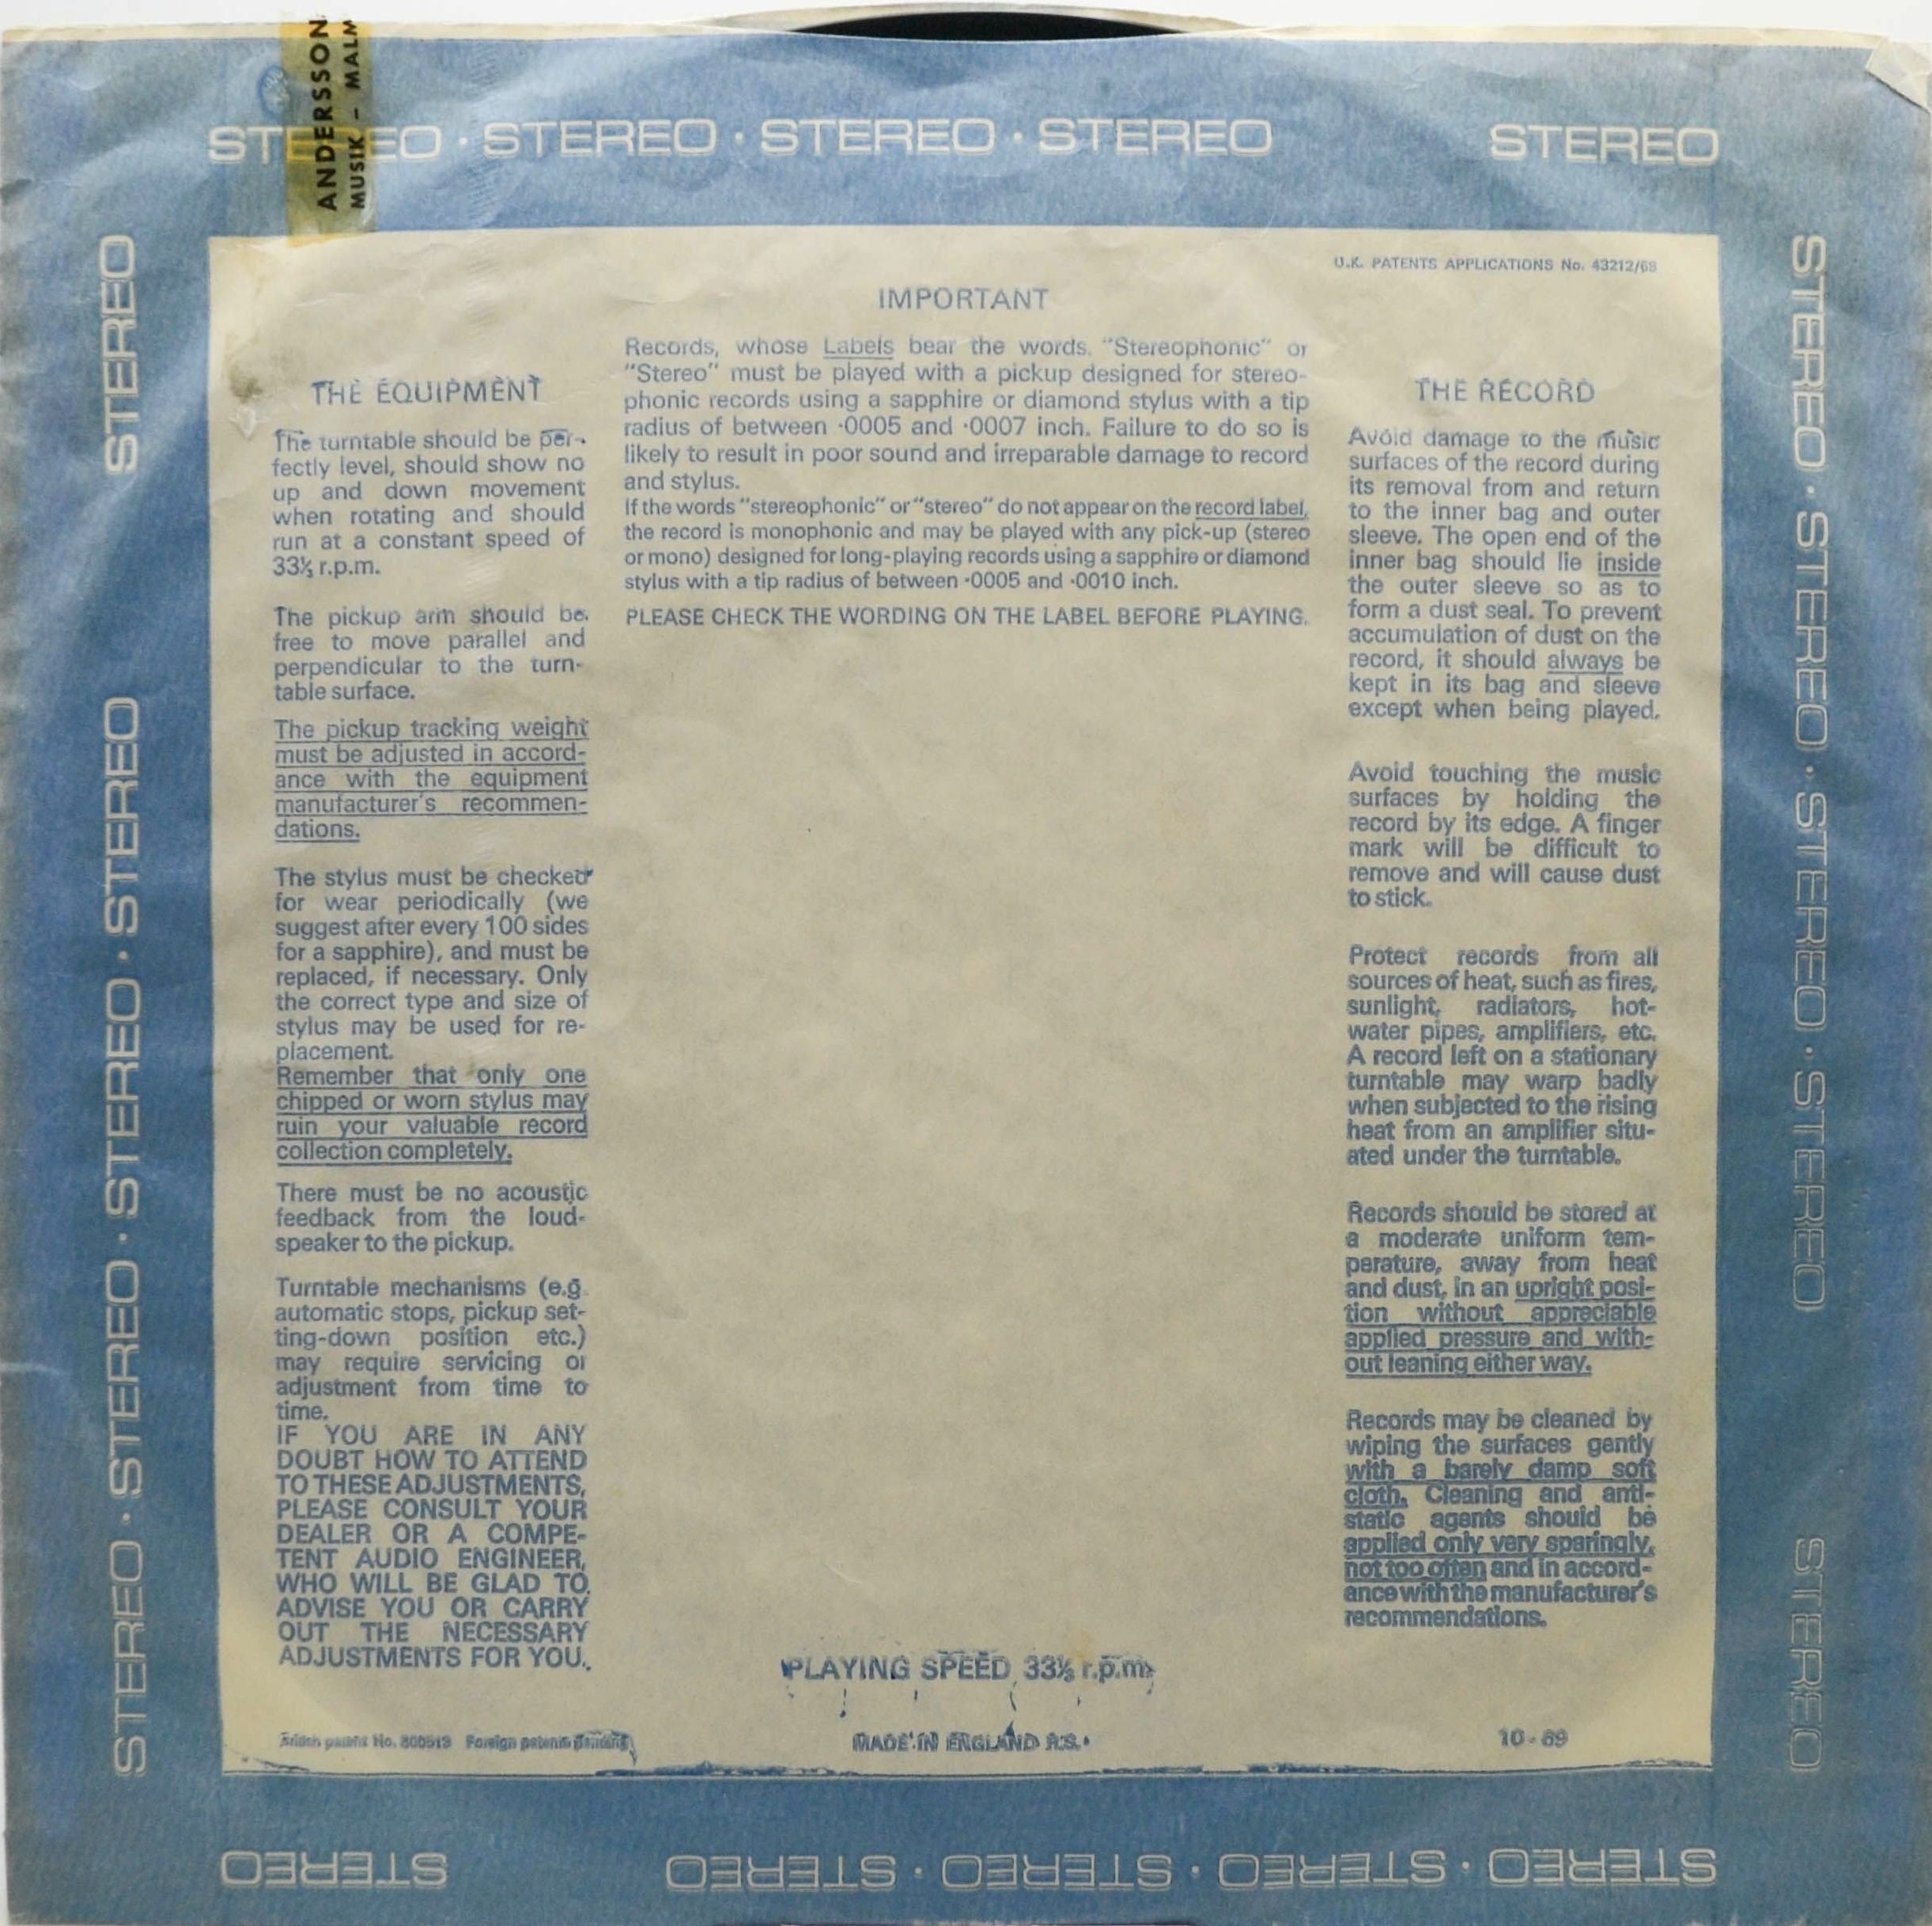 ANDERSSON
MUSIK - MALM
STEREO · STEREO · STEREO · STEREO
STEREO
U.K. PATENTS APPLICATIONS No. 43212/68
IMPORTANT
Records, whose Labels bear the words, "Stereophonic" or
"Stereo" must be played with a pickup designed for stereo-
phonic records using a sapphire or diamond stylus with a tip
radius of between ·0005 and ·0007 inch. Failure to do so is
likely to result in poor sound and irreparable damage to record
and stylus.
If the words "stereophonic" or "stereo" do not appear on the record label,
the record is monophonic and may be played with any pick-up (stereo
or mono) designed for long-playing records using a sapphire or diamond
stylus with a tip radius of between ·0005 and ·0010 inch.
PLEASE CHECK THE WORDING ON THE LABEL BEFORE PLAYING.
THE EQUIPMENT
The turntable should be per-
fectly level, should show no
up and down movement
when rotating and should
run at a constant speed of
33⅓ r.p.m.
The pickup arm should be
free to move parallel and
perpendicular to the turn-
table surface.
The pickup tracking weight
must be adjusted in accord-
ance with the equipment
manufacturer's recommen-
dations.
The stylus must be checked
for wear periodically (we
suggest after every 100 sides
for a sapphire), and must be
replaced, if necessary. Only
the correct type and size of
stylus may be used for re-
placement.
Remember that only one
chipped or worn stylus may
ruin your valuable record
collection completely.
There must be no acoustic
feedback from the loud-
speaker to the pickup.
Turntable mechanisms (e.g.
automatic stops, pickup set-
ting-down position etc.)
may require servicing or
adjustment from time to
time.
IF YOU ARE IN ANY
DOUBT HOW TO ATTEND
TO THESE ADJUSTMENTS,
PLEASE CONSULT YOUR
DEALER OR A COMPE-
TENT AUDIO ENGINEER,
WHO WILL BE GLAD TO
ADVISE YOU OR CARRY
OUT THE NECESSARY
ADJUSTMENTS FOR YOU.
THE RECORD
Avoid damage to the music
surfaces of the record during
its removal from and return
to the inner bag and outer
sleeve. The open end of the
inner bag should lie inside
the outer sleeve so as to
form a dust seal. To prevent
accumulation of dust on the
record, it should always be
kept in its bag and sleeve
except when being played.
Avoid touching the music
surfaces by holding the
record by its edge. A finger
mark will be difficult to
remove and will cause dust
to stick.
Protect records from all
sources of heat, such as fires,
sunlight, radiators, hot-
water pipes, amplifiers, etc.
A record left on a stationary
turntable may warp badly
when subjected to the rising
heat from an amplifier situ-
ated under the turntable.
Records should be stored at
a moderate uniform tem-
perature, away from heat
and dust, in an upright posi-
tion without appreciable
applied pressure and with-
out leaning either way.
Records may be cleaned by
wiping the surfaces gently
with a barely damp soft
cloth. Cleaning and anti-
static agents should be
applied only very sparingly,
not too often and in accord-
ance with the manufacturer's
recommendations.
PLAYING SPEED 33⅓ r.p.m.
British patent No. Foreign patents pending
MADE IN ENGLAND R.S.
10 - 69
STEREO
STEREO · STEREO · STEREO · STEREO
STEREO · STEREO · STEREO · STEREO
STEREO
STEREO · STEREO · STEREO · STEREO
STEREO